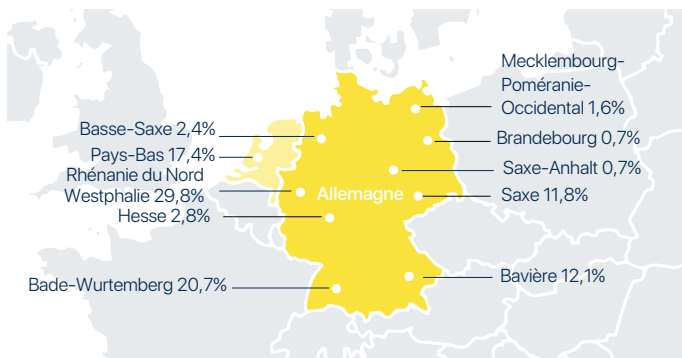 Mecklembourg-
Poméranie-
Occidental 1,6%
Basse-Saxe 2,4%
Brandebourg 0,7%
Pays-Bas 17,4%
Saxe-Anhalt 0,7%
Rhénanie du Nord
Westphalie 29,8%
Allemagne
Saxe 11,8%
Hesse 2,8%
Bade-Wurtemberg 20,7%
Bavière 12,1%